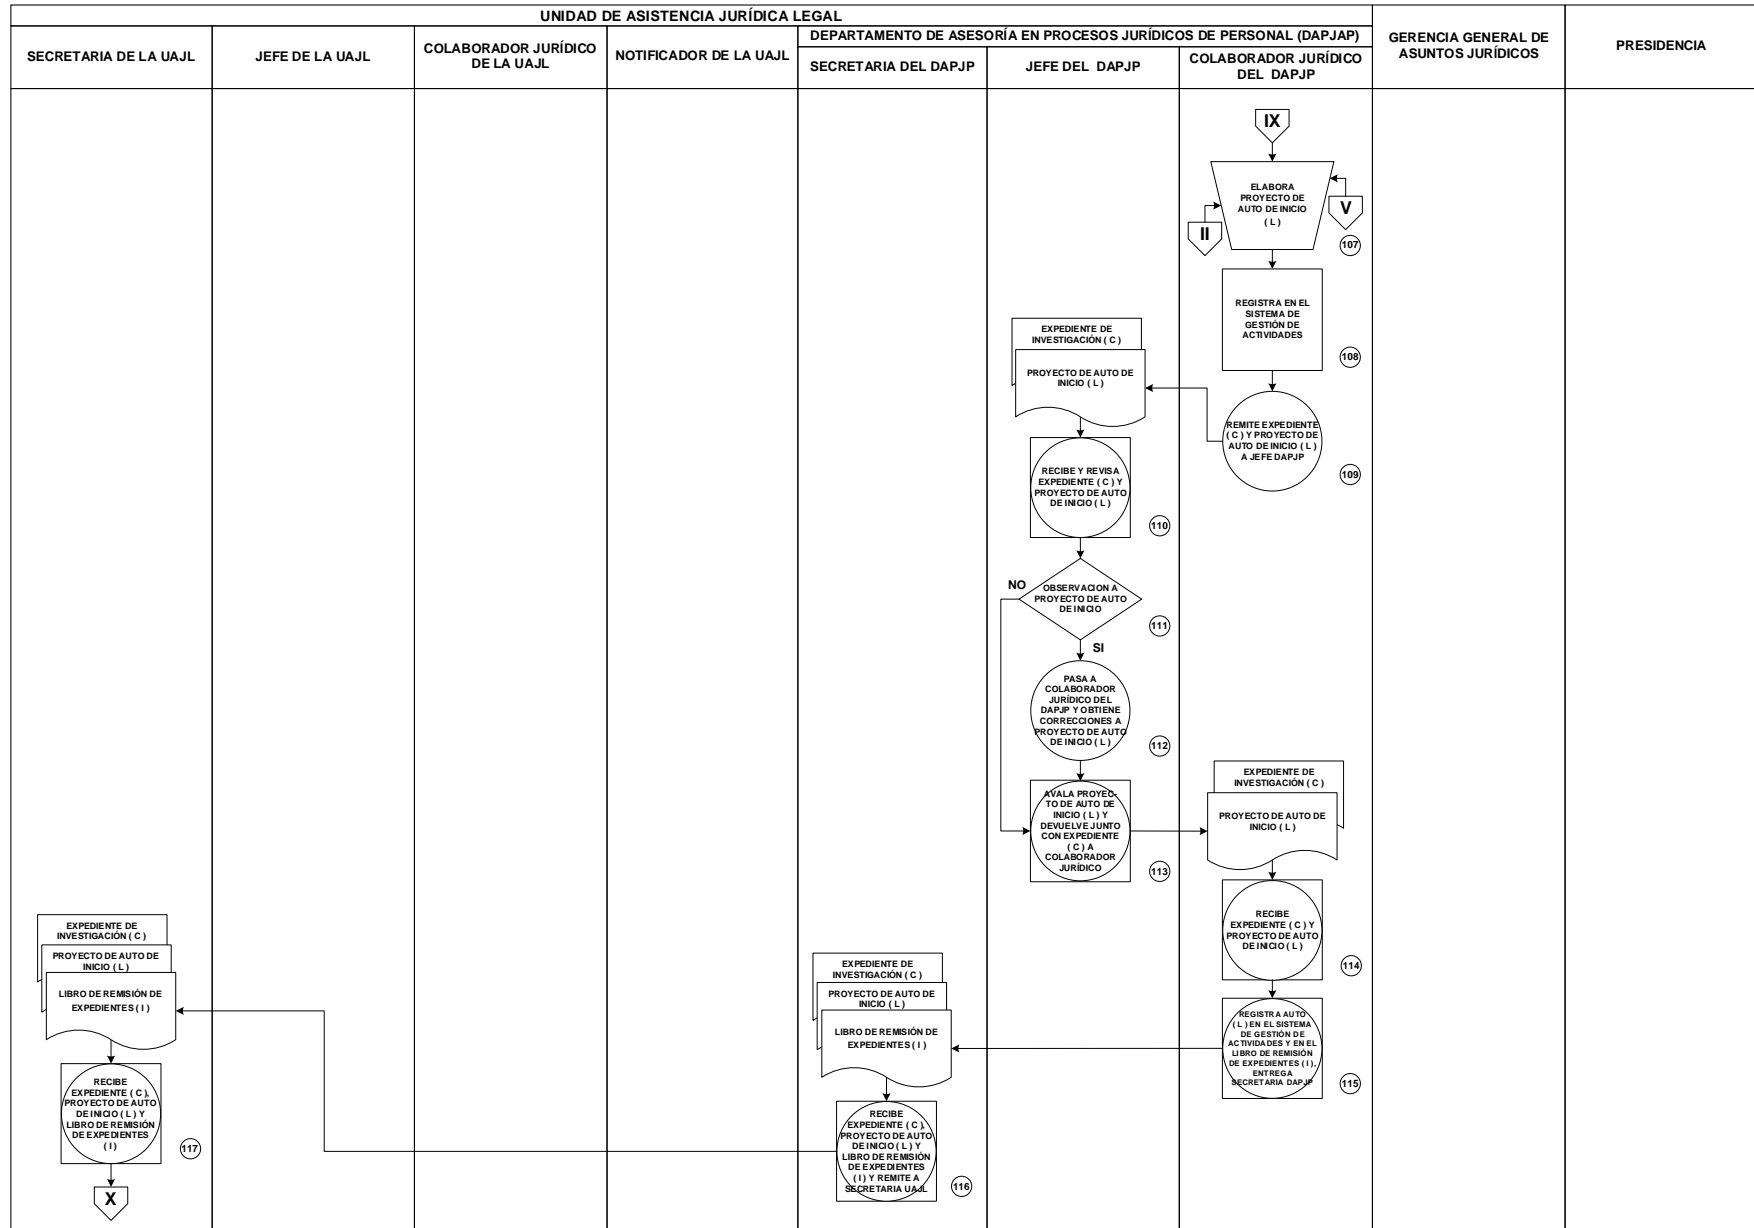 UNIDAD DE ASISTENCIA JURÍDICA LEGAL
SECRETARIA DE LA UAJL
JEFE DE LA UAJL
COLABORADOR JURÍDICO
DE LA UAJL
NOTIFICADOR DE LA UAJL
DEPARTAMENTO DE ASESORÍA EN PROCESOS JURÍDICOS DE PERSONAL (DAPJAP)
SECRETARIA DEL DAPJP
JEFE DEL DAPJP
COLABORADOR JURÍDICO
DEL DAPJP
GERENCIA GENERAL DE
ASUNTOS JURÍDICOS
PRESIDENCIA
IX
ELABORA
PROYECTO DE
AUTO DE INICIO
( L )
II
V
107
REGISTRA EN EL
SISTEMA DE
GESTIÓN DE
ACTIVIDADES
108
REMITE EXPEDIENTE
( C ) Y PROYECTO DE
AUTO DE INICIO ( L )
A JEFE DAPJP
109
EXPEDIENTE DE
INVESTIGACIÓN ( C )
PROYECTO DE AUTO DE
INICIO ( L )
RECIBE Y REVISA
EXPEDIENTE ( C ) Y
PROYECTO DE AUTO
DE INICIO ( L )
110
NO
OBSERVACION A
PROYECTO DE AUTO
DE INICIO
111
SI
PASA A
COLABORADOR
JURÍDICO DEL
DAPJP Y OBTIENE
CORRECCIONES A
PROYECTO DE AUTO
DE INICIO ( L )
112
AVALA PROYEC-
TO DE AUTO DE
INICIO ( L ) Y
DEVUELVE JUNTO
CON EXPEDIENTE
( C ) A
COLABORADOR
JURÍDICO
113
EXPEDIENTE DE
INVESTIGACIÓN ( C )
PROYECTO DE AUTO DE
INICIO ( L )
RECIBE
EXPEDIENTE ( C ) Y
PROYECTO DE AUTO
DE INICIO ( L )
114
REGISTRA AUTO
( L ) EN EL SISTEMA
DE GESTIÓN DE
ACTIVIDADES Y EN EL
LIBRO DE REMISIÓN
DE EXPEDIENTES ( I ),
ENTREGA
SECRETARIA DAPJP
115
EXPEDIENTE DE
INVESTIGACIÓN ( C )
PROYECTO DE AUTO DE
INICIO ( L )
LIBRO DE REMISIÓN DE
EXPEDIENTES ( I )
RECIBE
EXPEDIENTE ( C ),
PROYECTO DE AUTO
DE INICIO ( L ) Y
LIBRO DE REMISIÓN
DE EXPEDIENTES
( I ) Y REMITE A
SECRETARIA UAJL
116
EXPEDIENTE DE
INVESTIGACIÓN ( C )
PROYECTO DE AUTO DE
INICIO ( L )
LIBRO DE REMISIÓN DE
EXPEDIENTES ( I )
RECIBE
EXPEDIENTE ( C ),
PROYECTO DE AUTO
DE INICIO ( L ) Y
LIBRO DE REMISIÓN
DE EXPEDIENTES
( I )
117
X